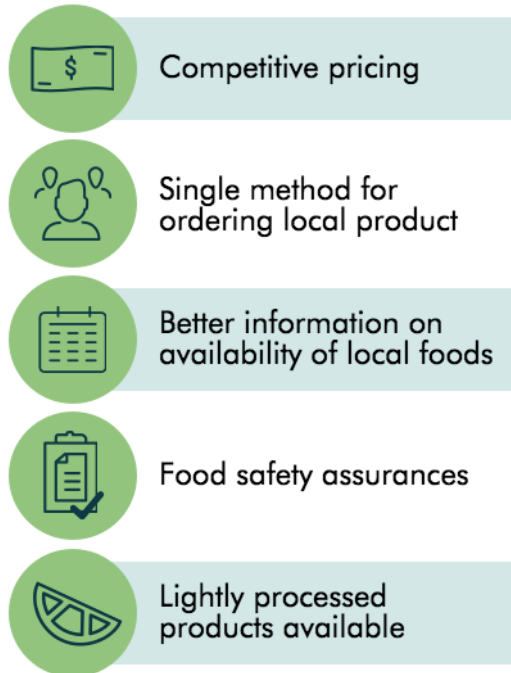 $
Competitive pricing
Single method for
ordering local product
Better information on
availability of local foods
Food safety assurances
Lightly processed
products available